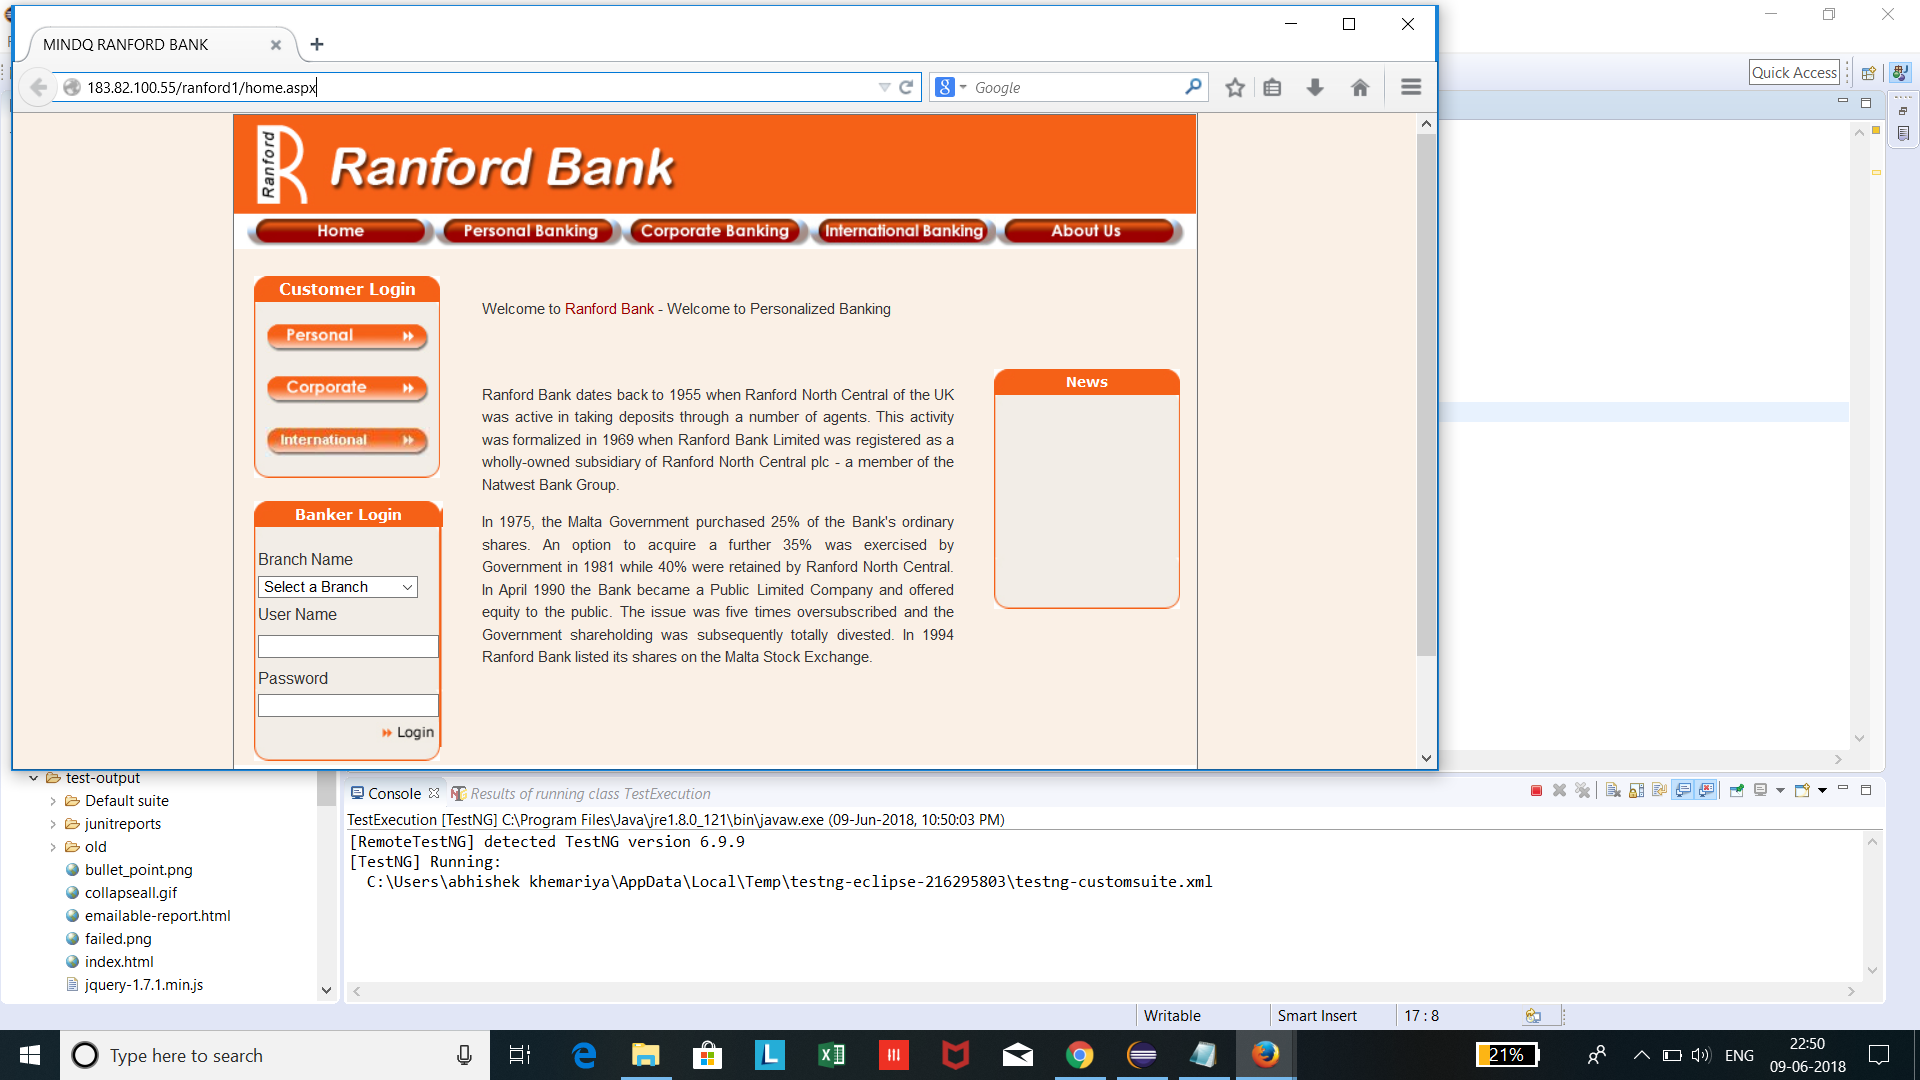 MINDQ RANFORD BANK
183.82.100.55/ranford1/home.aspx
Google
Quick Access
Ranford
Ranford Bank
Home
Personal Banking
Corporate Banking
International Banking
About Us
Customer Login
Personal
Corporate
International
Banker Login
Branch Name
Select a Branch
User Name
Password
Login
Welcome to Ranford Bank - Welcome to Personalized Banking
Ranford Bank dates back to 1955 when Ranford North Central of the UK
was active in taking deposits through a number of agents. This activity
was formalized in 1969 when Ranford Bank Limited was registered as a
wholly-owned subsidiary of Ranford North Central plc - a member of the
Natwest Bank Group.
In 1975, the Malta Government purchased 25% of the Bank's ordinary
shares. An option to acquire a further 35% was exercised by
Government in 1981 while 40% were retained by Ranford North Central.
In April 1990 the Bank became a Public Limited Company and offered
equity to the public. The issue was five times oversubscribed and the
Government shareholding was subsequently totally divested. In 1994
Ranford Bank listed its shares on the Malta Stock Exchange.
News
test-output
Default suite
junitreports
old
bullet_point.png
collapseall.gif
emailable-report.html
failed.png
index.html
jquery-1.7.1.min.js
Console
Results of running class TestExecution
TestExecution [TestNG] C:\Program Files\Java\jre1.8.0_121\bin\javaw.exe (09-Jun-2018, 10:50:03 PM)
[RemoteTestNG] detected TestNG version 6.9.9
[TestNG] Running:
C:\Users\abhishek khemariya\AppData\Local\Temp\testng-eclipse-216295803\testng-customsuite.xml
Writable
Smart Insert
17 : 8
Type here to search
21%
ENG
22:50
09-06-2018